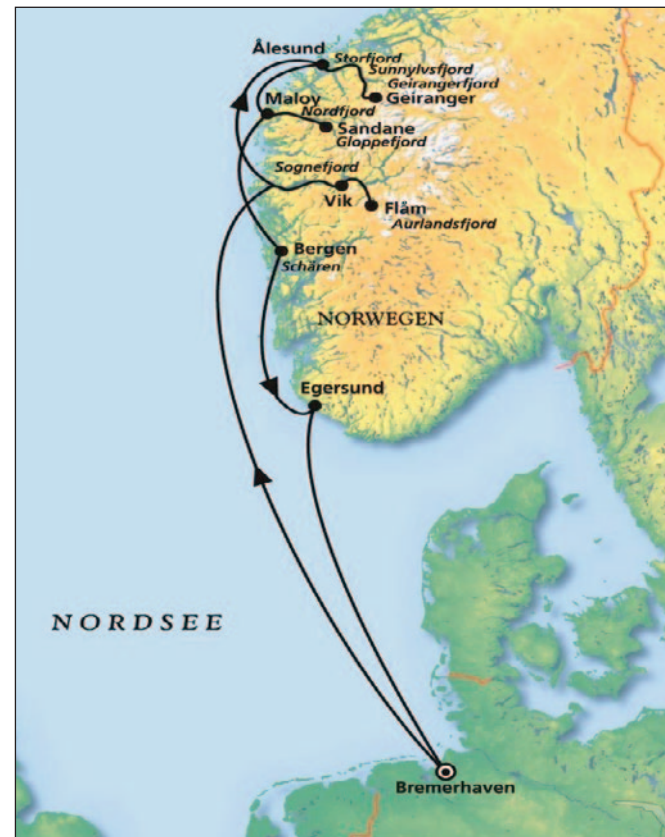 Ålesund
Storfjord
Sunnylvsfjord
Geirangerfjord
Geiranger
Maloy
Nordfjord
Sandane
Gloppefjord
Sognefjord
Vik
Flåm
Aurlandsfjord
Bergen
Schären
NORWEGEN
Egersund
NORDSEE
Bremerhaven